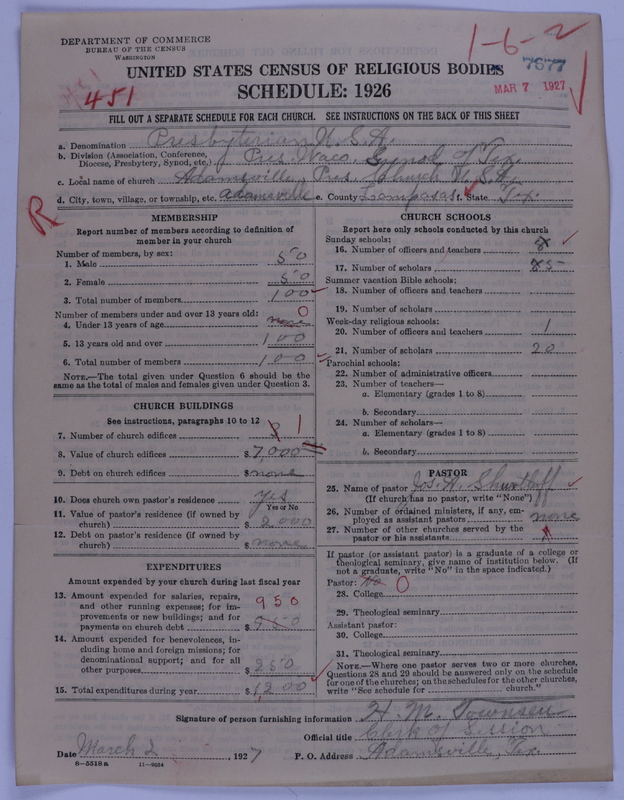 DEPARTMENT OF COMMERCE
BUREAU OF THE CENSUS
WASHINGTON
1-6-2
7677
MAR 7 1927
451
UNITED STATES CENSUS OF RELIGIOUS BODIES
SCHEDULE: 1926
FILL OUT A SEPARATE SCHEDULE FOR EACH CHURCH. SEE INSTRUCTIONS ON THE BACK OF THIS SHEET
a. Denomination Presbyterian U.S.A.
b. Division (Association, Conference, Diocese, Presbytery, Synod, etc.) Pres Waco Synod of Tex
c. Local name of church Adamsville, Pres. Church U.S.A.
d. City, town, village, or township, etc. Adamsville e. County Lampasas f. State Tex.
R
MEMBERSHIP
Report number of members according to definition of
member in your church
Number of members, by sex:
1. Male 50
2. Female 50
3. Total number of members 100
Number of members under and over 13 years old: 0
4. Under 13 years of age none
5. 13 years old and over 100
6. Total number of members 100
NOTE.—The total given under Question 6 should be the
same as the total of males and females given under Question 3.
CHURCH BUILDINGS
See instructions, paragraphs 10 to 12
7. Number of church edifices 1
8. Value of church edifices $ 7,000
9. Debt on church edifices $ none
10. Does church own pastor's residence yes
Yes or No
11. Value of pastor's residence (if owned by
church) $ 2000
12. Debt on pastor's residence (if owned by
church) $ none
EXPENDITURES
Amount expended by your church during last fiscal year
13. Amount expended for salaries, repairs,
and other running expenses; for im-
provements or new buildings; and for
payments on church debt $ 950
14. Amount expended for benevolences, in-
cluding home and foreign missions; for
denominational support; and for all
other purposes $ 250
15. Total expenditures during year $ 1,200
CHURCH SCHOOLS
Report here only schools conducted by this church
Sunday schools:
16. Number of officers and teachers 8
17. Number of scholars 85
Summer vacation Bible schools:
18. Number of officers and teachers
19. Number of scholars
Week-day religious schools:
20. Number of officers and teachers 1
21. Number of scholars 20
Parochial schools:
22. Number of administrative officers
23. Number of teachers—
a. Elementary (grades 1 to 8)
b. Secondary
24. Number of scholars—
a. Elementary (grades 1 to 8)
b. Secondary
PASTOR
25. Name of pastor Jos. H. Shurtleff
(If church has no pastor, write "None")
26. Number of ordained ministers, if any, em-
ployed as assistant pastors none
27. Number of other churches served by the
pastor or his assistants
If pastor (or assistant pastor) is a graduate of a college or
theological seminary, give name of institution below. (If
not a graduate, write "No" in the space indicated.)
Pastor: No 0
28. College
29. Theological seminary
Assistant pastor:
30. College
31. Theological seminary
NOTE.—Where one pastor serves two or more churches,
Questions 28 and 29 should be answered only on the schedule
for one of the churches; on the schedules for the other churches,
write "See schedule for church."
Signature of person furnishing information H. M. Townsen
Official title Clerk of Session
Date March 2, 1927 P. O. Address Adamsville, Tex.
8—5518 a 11—9034